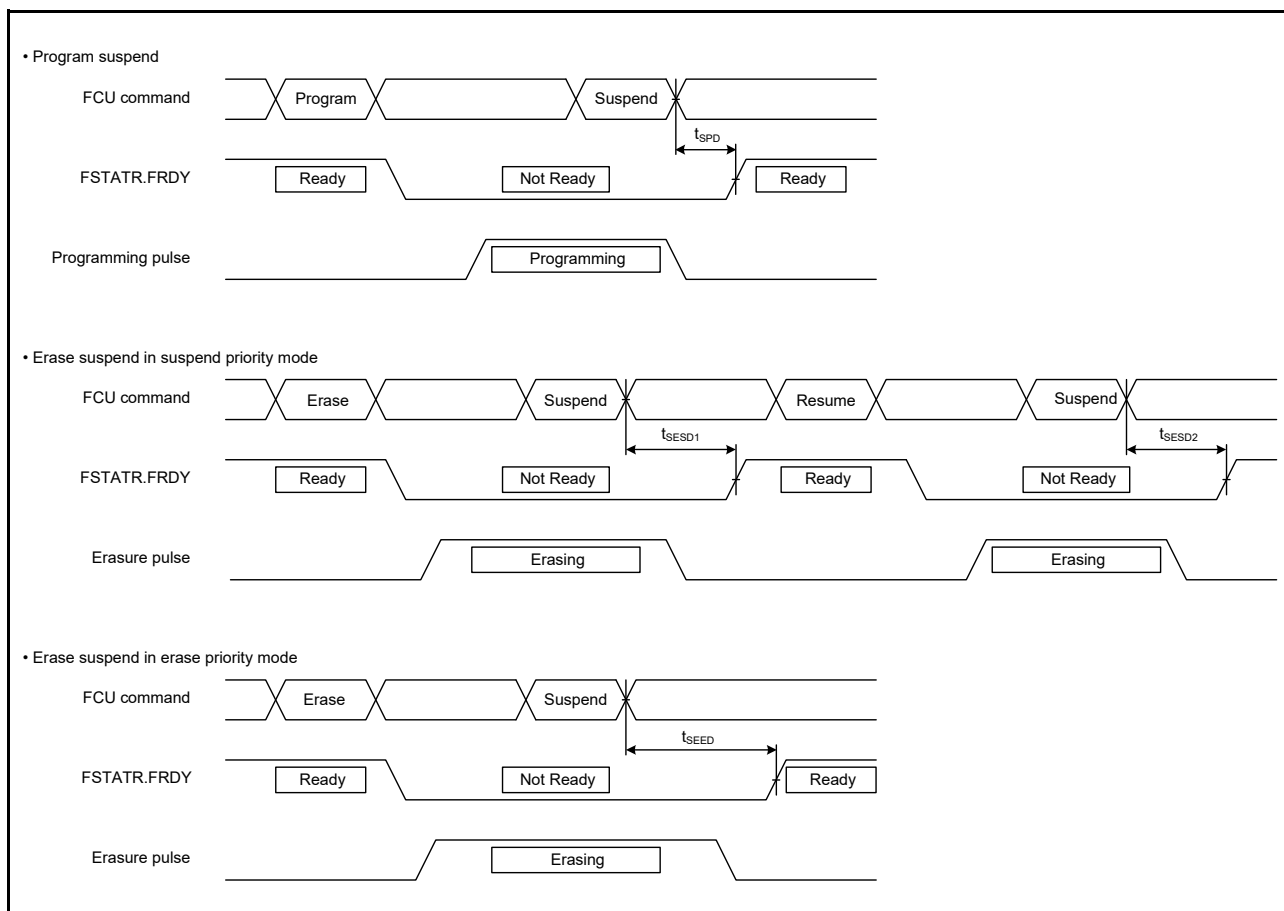 • Program suspend
FCU command
Program
Suspend
tSPD
FSTATR.FRDY
Ready
Not Ready
Ready
Programming pulse
Programming
• Erase suspend in suspend priority mode
FCU command
Erase
Suspend
Resume
Suspend
tSESD1
tSESD2
FSTATR.FRDY
Ready
Not Ready
Ready
Not Ready
Erasure pulse
Erasing
Erasing
• Erase suspend in erase priority mode
FCU command
Erase
Suspend
tSEED
FSTATR.FRDY
Ready
Not Ready
Ready
Erasure pulse
Erasing